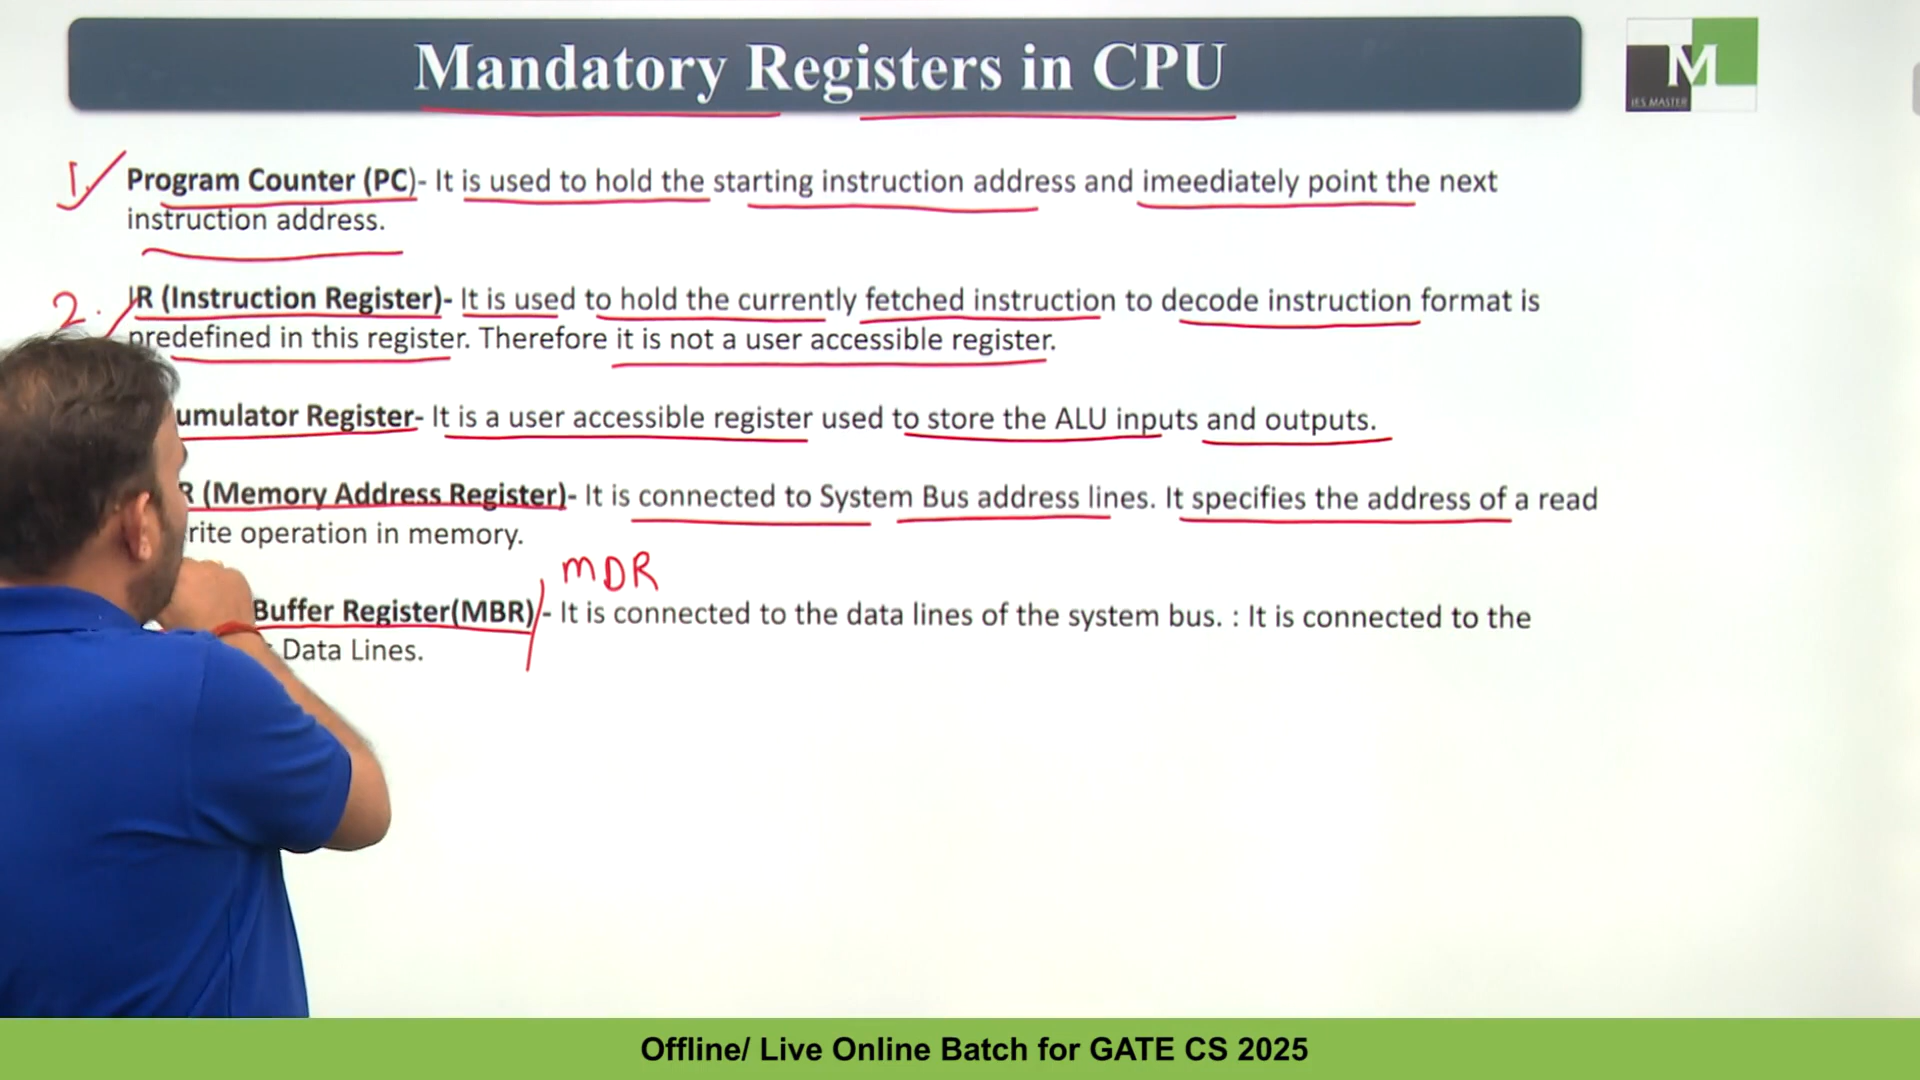 Mandatory Registers in CPU
M
IES MASTER
1. Program Counter (PC)- It is used to hold the starting instruction address and imeediately point the next
instruction address.
2. IR (Instruction Register)- It is used to hold the currently fetched instruction to decode instruction format is
predefined in this register. Therefore it is not a user accessible register.
umulator Register- It is a user accessible register used to store the ALU inputs and outputs.
R (Memory Address Register)- It is connected to System Bus address lines. It specifies the address of a read
rite operation in memory.
MDR
Buffer Register(MBR)- It is connected to the data lines of the system bus. : It is connected to the
Data Lines.
Offline/ Live Online Batch for GATE CS 2025